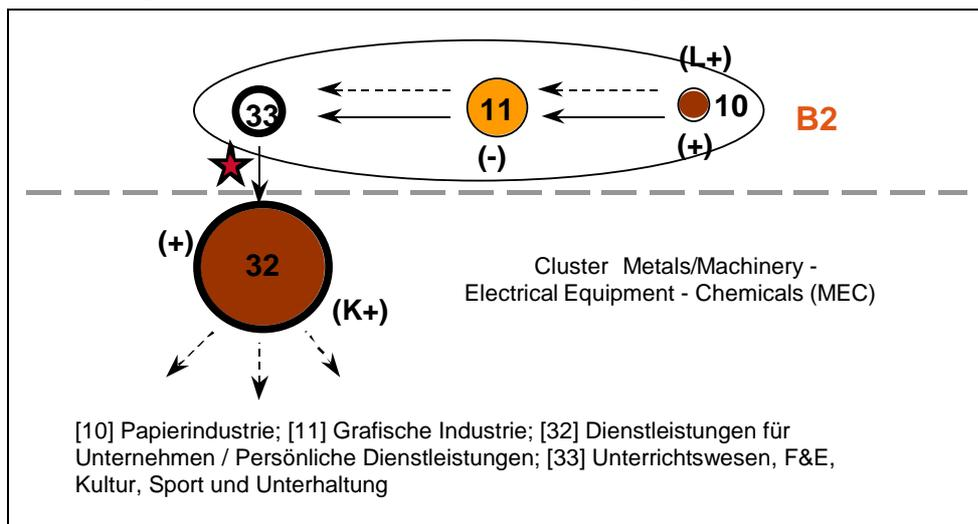 (L+)
33
11
10
B2
(-)
(+)
(+)
32
Cluster Metals/Machinery -
Electrical Equipment - Chemicals (MEC)
(K+)
[10] Papierindustrie; [11] Grafische Industrie; [32] Dienstleistungen für
Unternehmen / Persönliche Dienstleistungen; [33] Unterrichtswesen, F&E,
Kultur, Sport und Unterhaltung